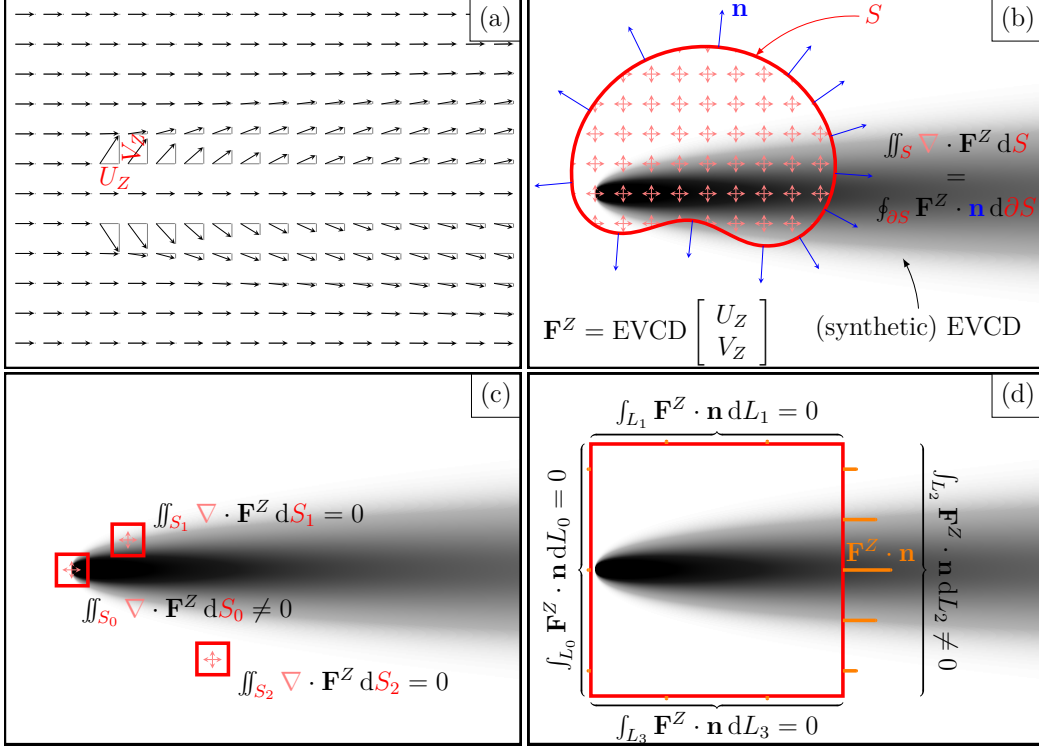 (a)
V_Z
U_Z
(b)
n
S
∬_S ∇ · F^Z dS
=
∮_∂S F^Z · n d∂S
F^Z = EVCD [ U_Z
V_Z ]
(synthetic) EVCD
(c)
∬_{S_1} ∇ · F^Z dS_1 = 0
∬_{S_0} ∇ · F^Z dS_0 ≠ 0
∬_{S_2} ∇ · F^Z dS_2 = 0
(d)
∫_{L_1} F^Z · n dL_1 = 0
∫_{L_0} F^Z · n dL_0 = 0
F^Z · n
∫_{L_2} F^Z · n dL_2 ≠ 0
∫_{L_3} F^Z · n dL_3 = 0